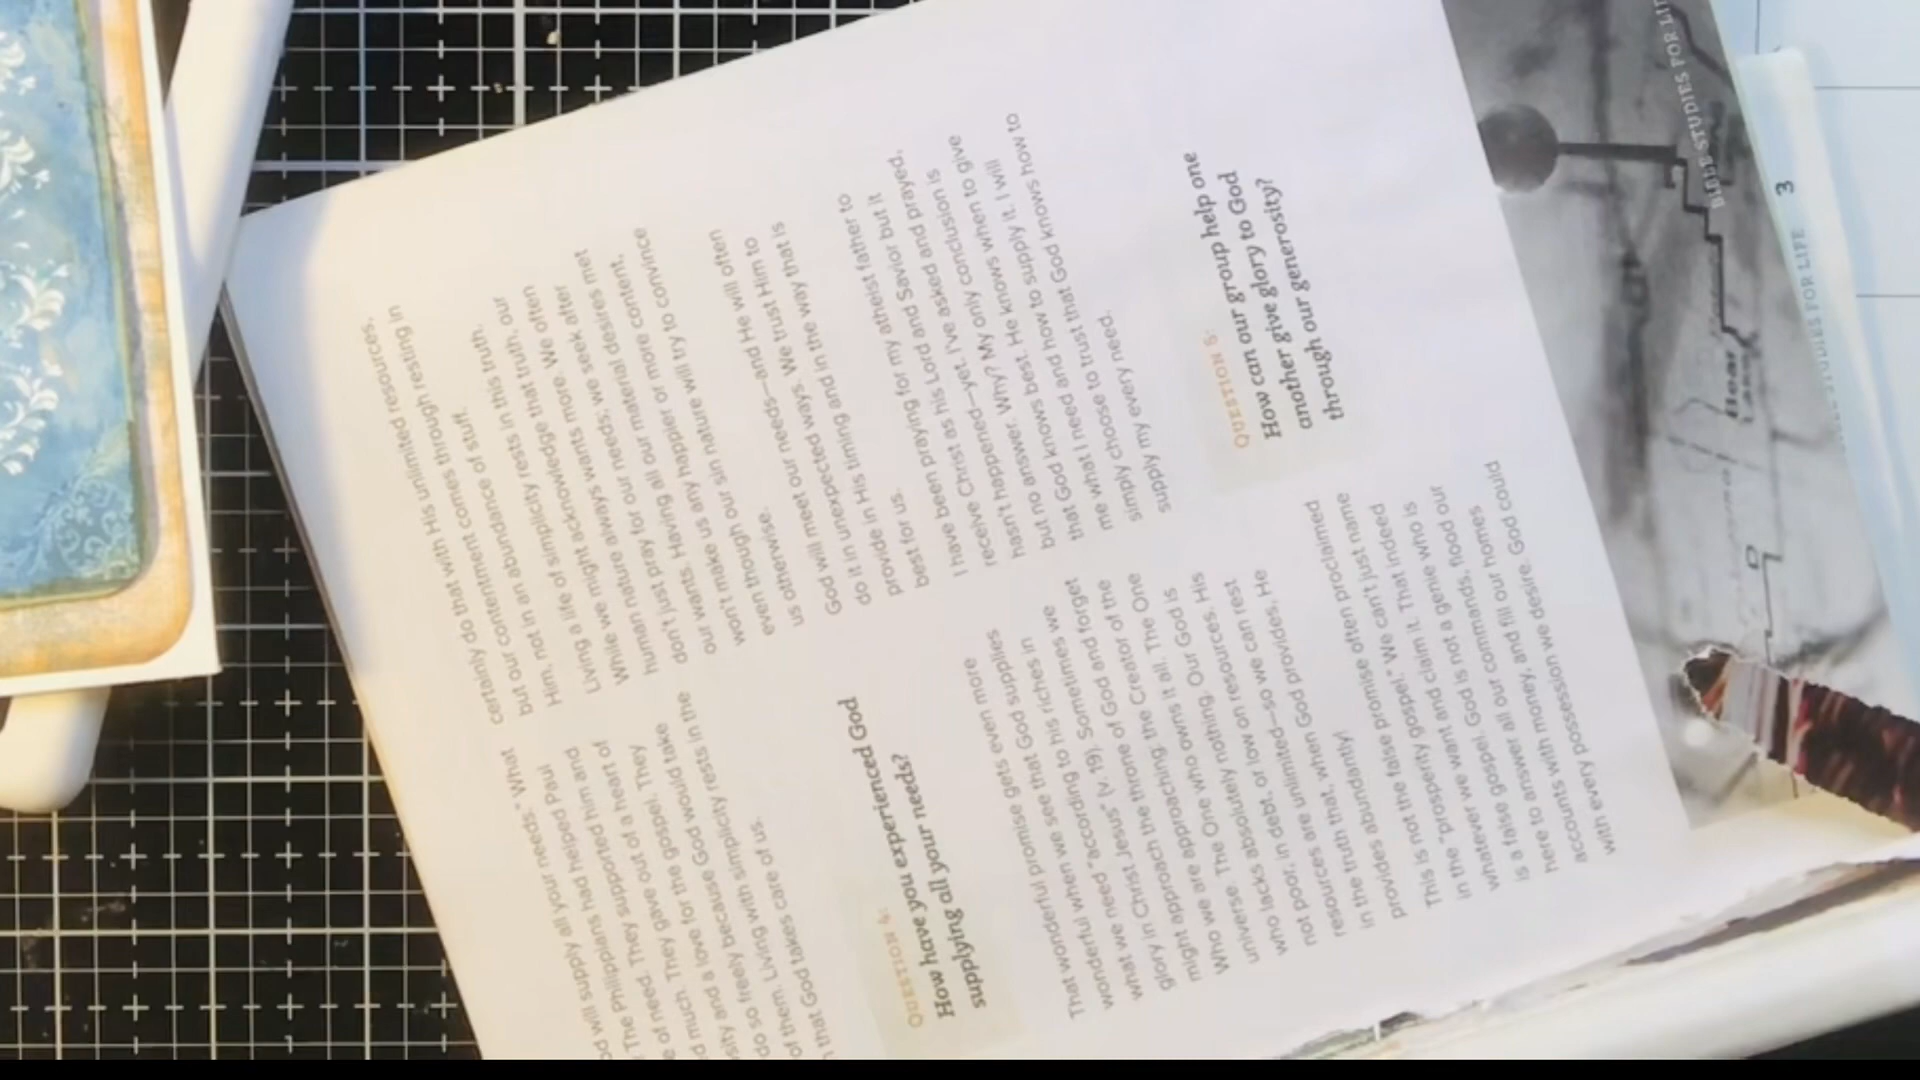 od will supply all your needs." What
The Philippians had helped Paul
e of need. They supported him and
d much. They gave out of a heart of
sity and a love for the gospel. They
do so freely because God would take
of them. Living with simplicity rests in the
n that God takes care of us.
QUESTION 4:
How have you experienced God
supplying all your needs?
That wonderful promise gets even more
wonderful when we see that God supplies
what we need "according to his riches in
glory in Christ Jesus" (v. 19). Sometimes we
might approach the throne of God and forget
who we are approaching, the Creator of the
universe. The One who owns it all. The One
who lacks absolutely nothing. Our God is
not poor, in debt, or low on resources. His
resources are unlimited—so we can rest
in the truth that, when God provides, He
provides abundantly!
This is not the false promise often proclaimed
in the "prosperity gospel." We can't just name
whatever we want and claim it. That indeed
is a false gospel. God is not a genie who is
here to answer all our commands, flood our
accounts with money, and fill our homes
with every possession we desire. God could
certainly do that with His unlimited resources,
but our contentment comes through resting in
Him, not in an abundance of stuff.
Living a life of simplicity rests in this truth.
While we might acknowledge that truth, our
human nature always wants more. We often
don't just pray for our needs; we seek after
our wants. Having all our material desires met
won't make us any happier or more content,
even though our sin nature will try to convince
us otherwise.
God will meet our needs—and He will often
do it in unexpected ways. We trust Him to
provide in His timing and in the way that is
best for us.
I have been praying for my atheist father to
receive Christ as his Lord and Savior but it
hasn't happened—yet. I've asked and prayed,
but no answer. Why? My only conclusion is
that God knows best. He knows when to give
me what I need and how to supply it. I will
simply choose to trust that God knows how to
supply my every need.
QUESTION 5:
How can our group help one
another give glory to God
through our generosity?
BIBLE STUDIES FOR LIF
STUDIES FOR LIFE 3
Bear
Lake